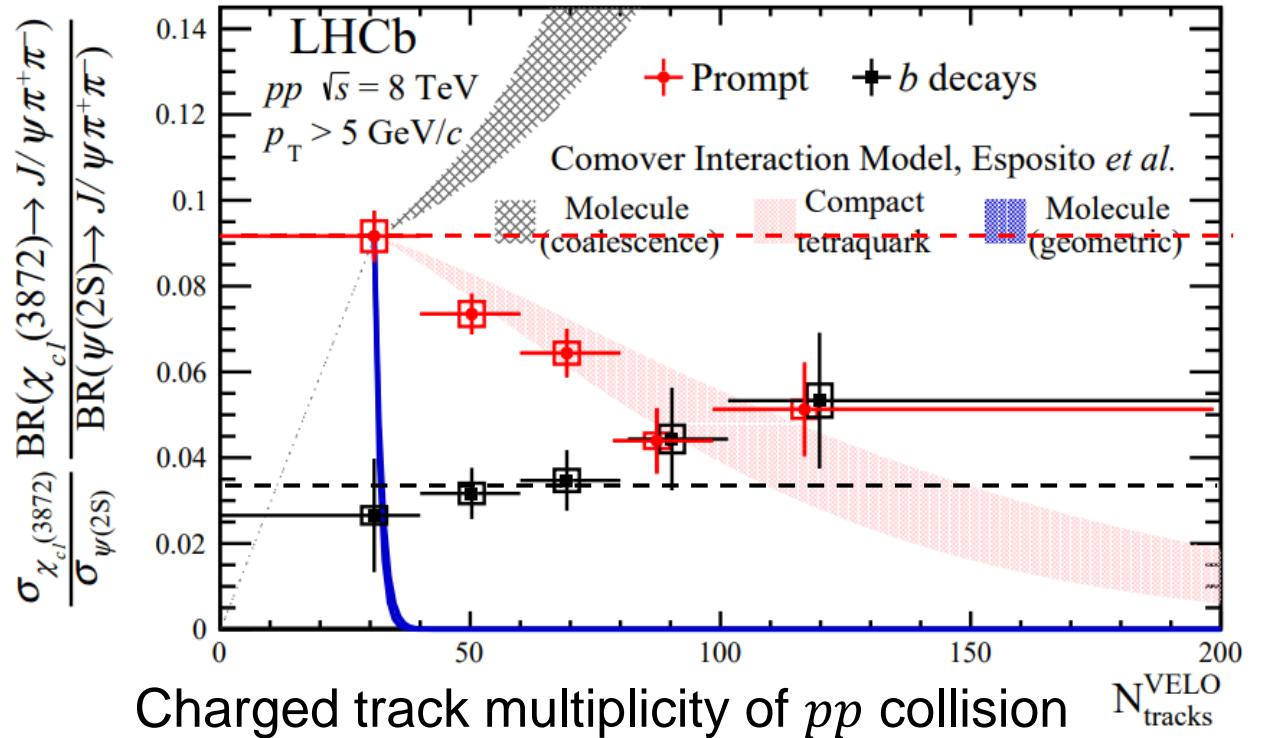 LHCb
pp √s = 8 TeV
p_T > 5 GeV/c
Prompt
b decays
Comover Interaction Model, Esposito et al.
Molecule
(coalescence)
Compact
tetraquark
Molecule
(geometric)
σ_χc1(3872) BR(χ_c1(3872)→ J/ψπ⁺π⁻)
σ_ψ(2S) BR(ψ(2S)→ J/ψπ⁺π⁻)
0.14
0.12
0.1
0.08
0.06
0.04
0.02
0
0 50 100 150 200
Charged track multiplicity of pp collision N^VELO_tracks